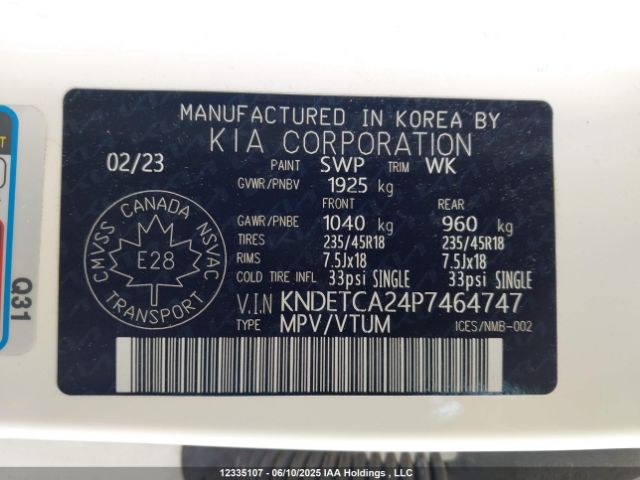 MANUFACTURED IN KOREA BY
KIA CORPORATION
02/23 PAINT SWP TRIM WK
GVWR/PNBV 1925 kg
FRONT REAR
GAWR/PNBE 1040 kg 960 kg
TIRES 235/45R18 235/45R18
RIMS 7.5Jx18 7.5Jx18
COLD TIRE INFL 33psi SINGLE 33psi SINGLE
V.I.N KNDETCA24P7464747
TYPE MPV/VTUM ICES/NMB-002
CANADA
CMVSS NSVAC
E28
TRANSPORT
Q31
12335107 - 06/10/2025 IAA Holdings , LLC